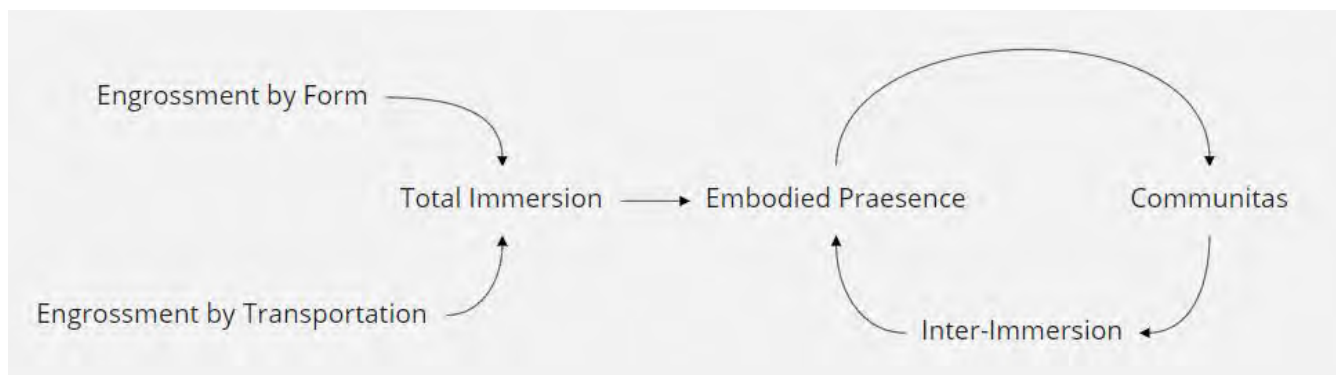 Engrossment by Form
Total Immersion
Embodied Praesence
Communitas
Engrossment by Transportation
Inter-Immersion